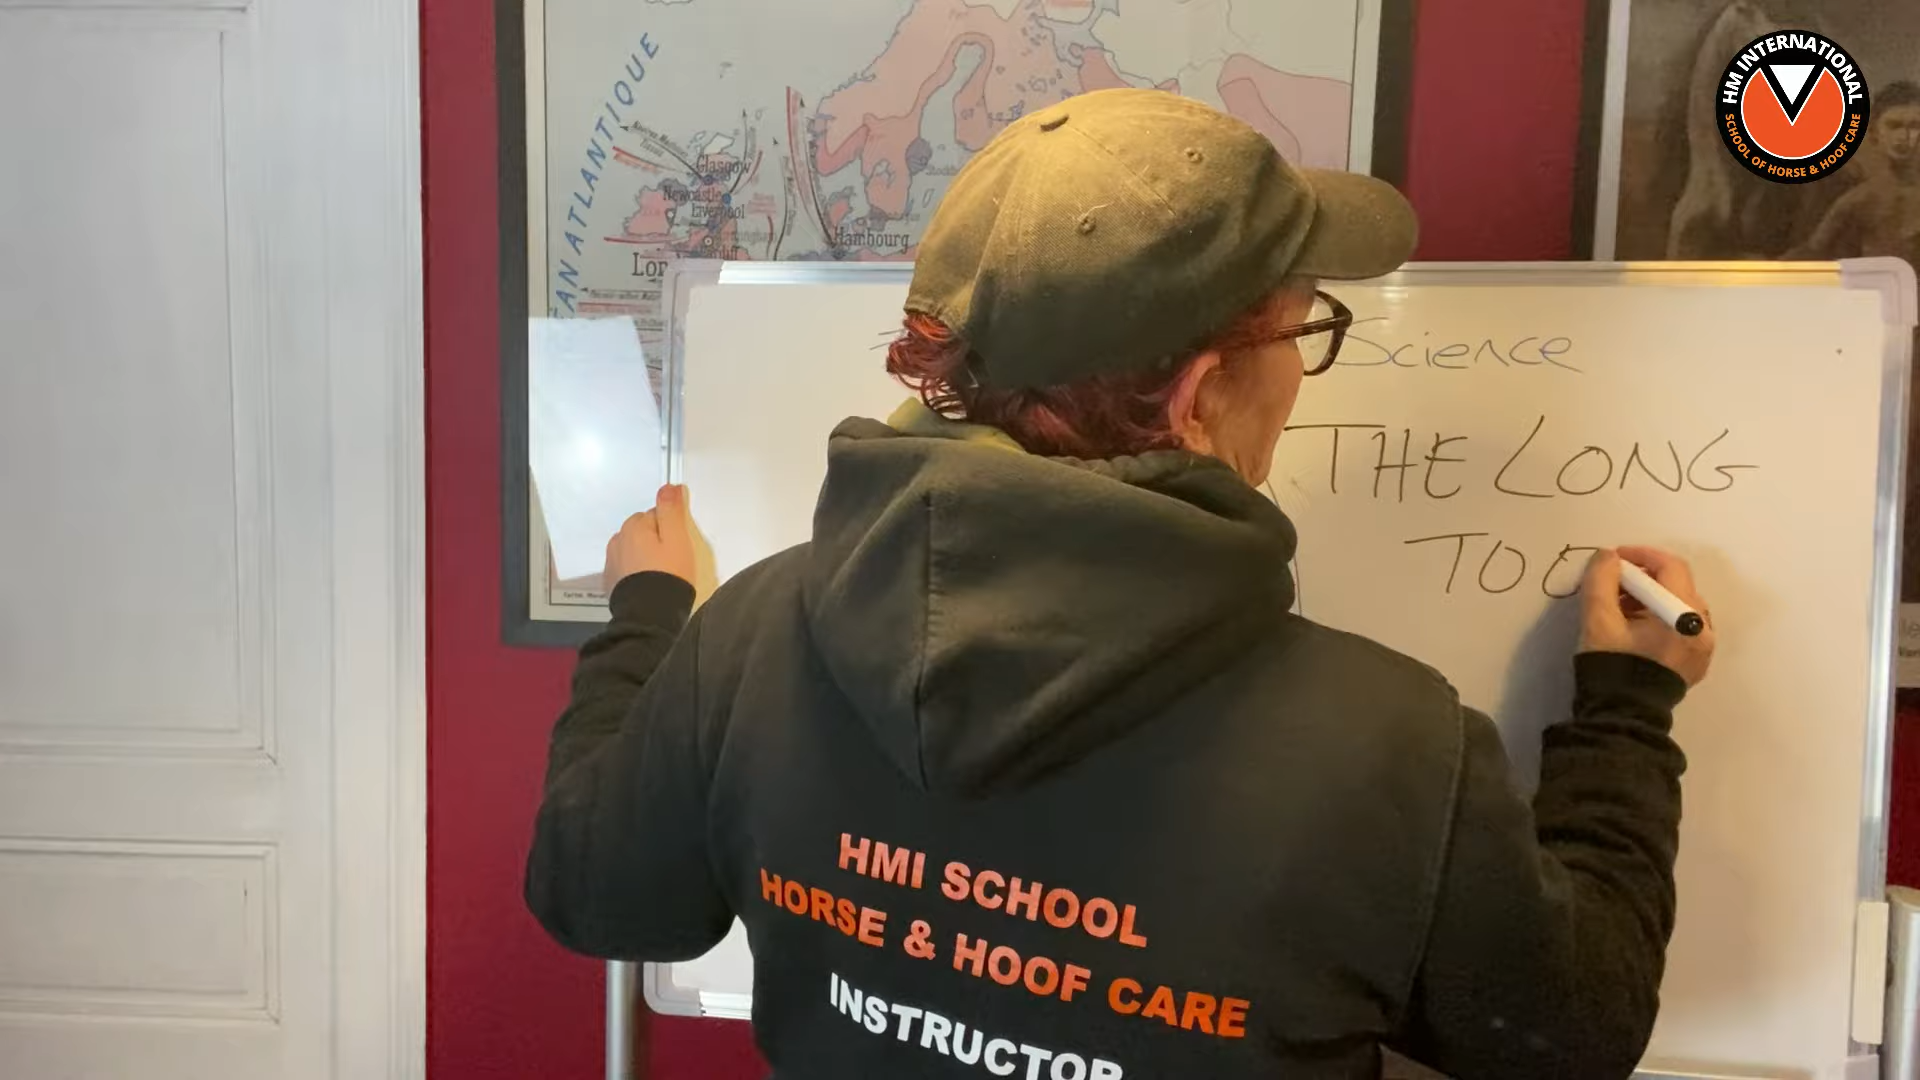 HM INTERNATIONAL
SCHOOL OF HORSE & HOOF CARE
ATLANTIQUE
Glasgow
Newcastle
Liverpool
Hambourg
Science
THE LONG
TOO
HMI SCHOOL
HORSE & HOOF CARE
INSTRUCTOR